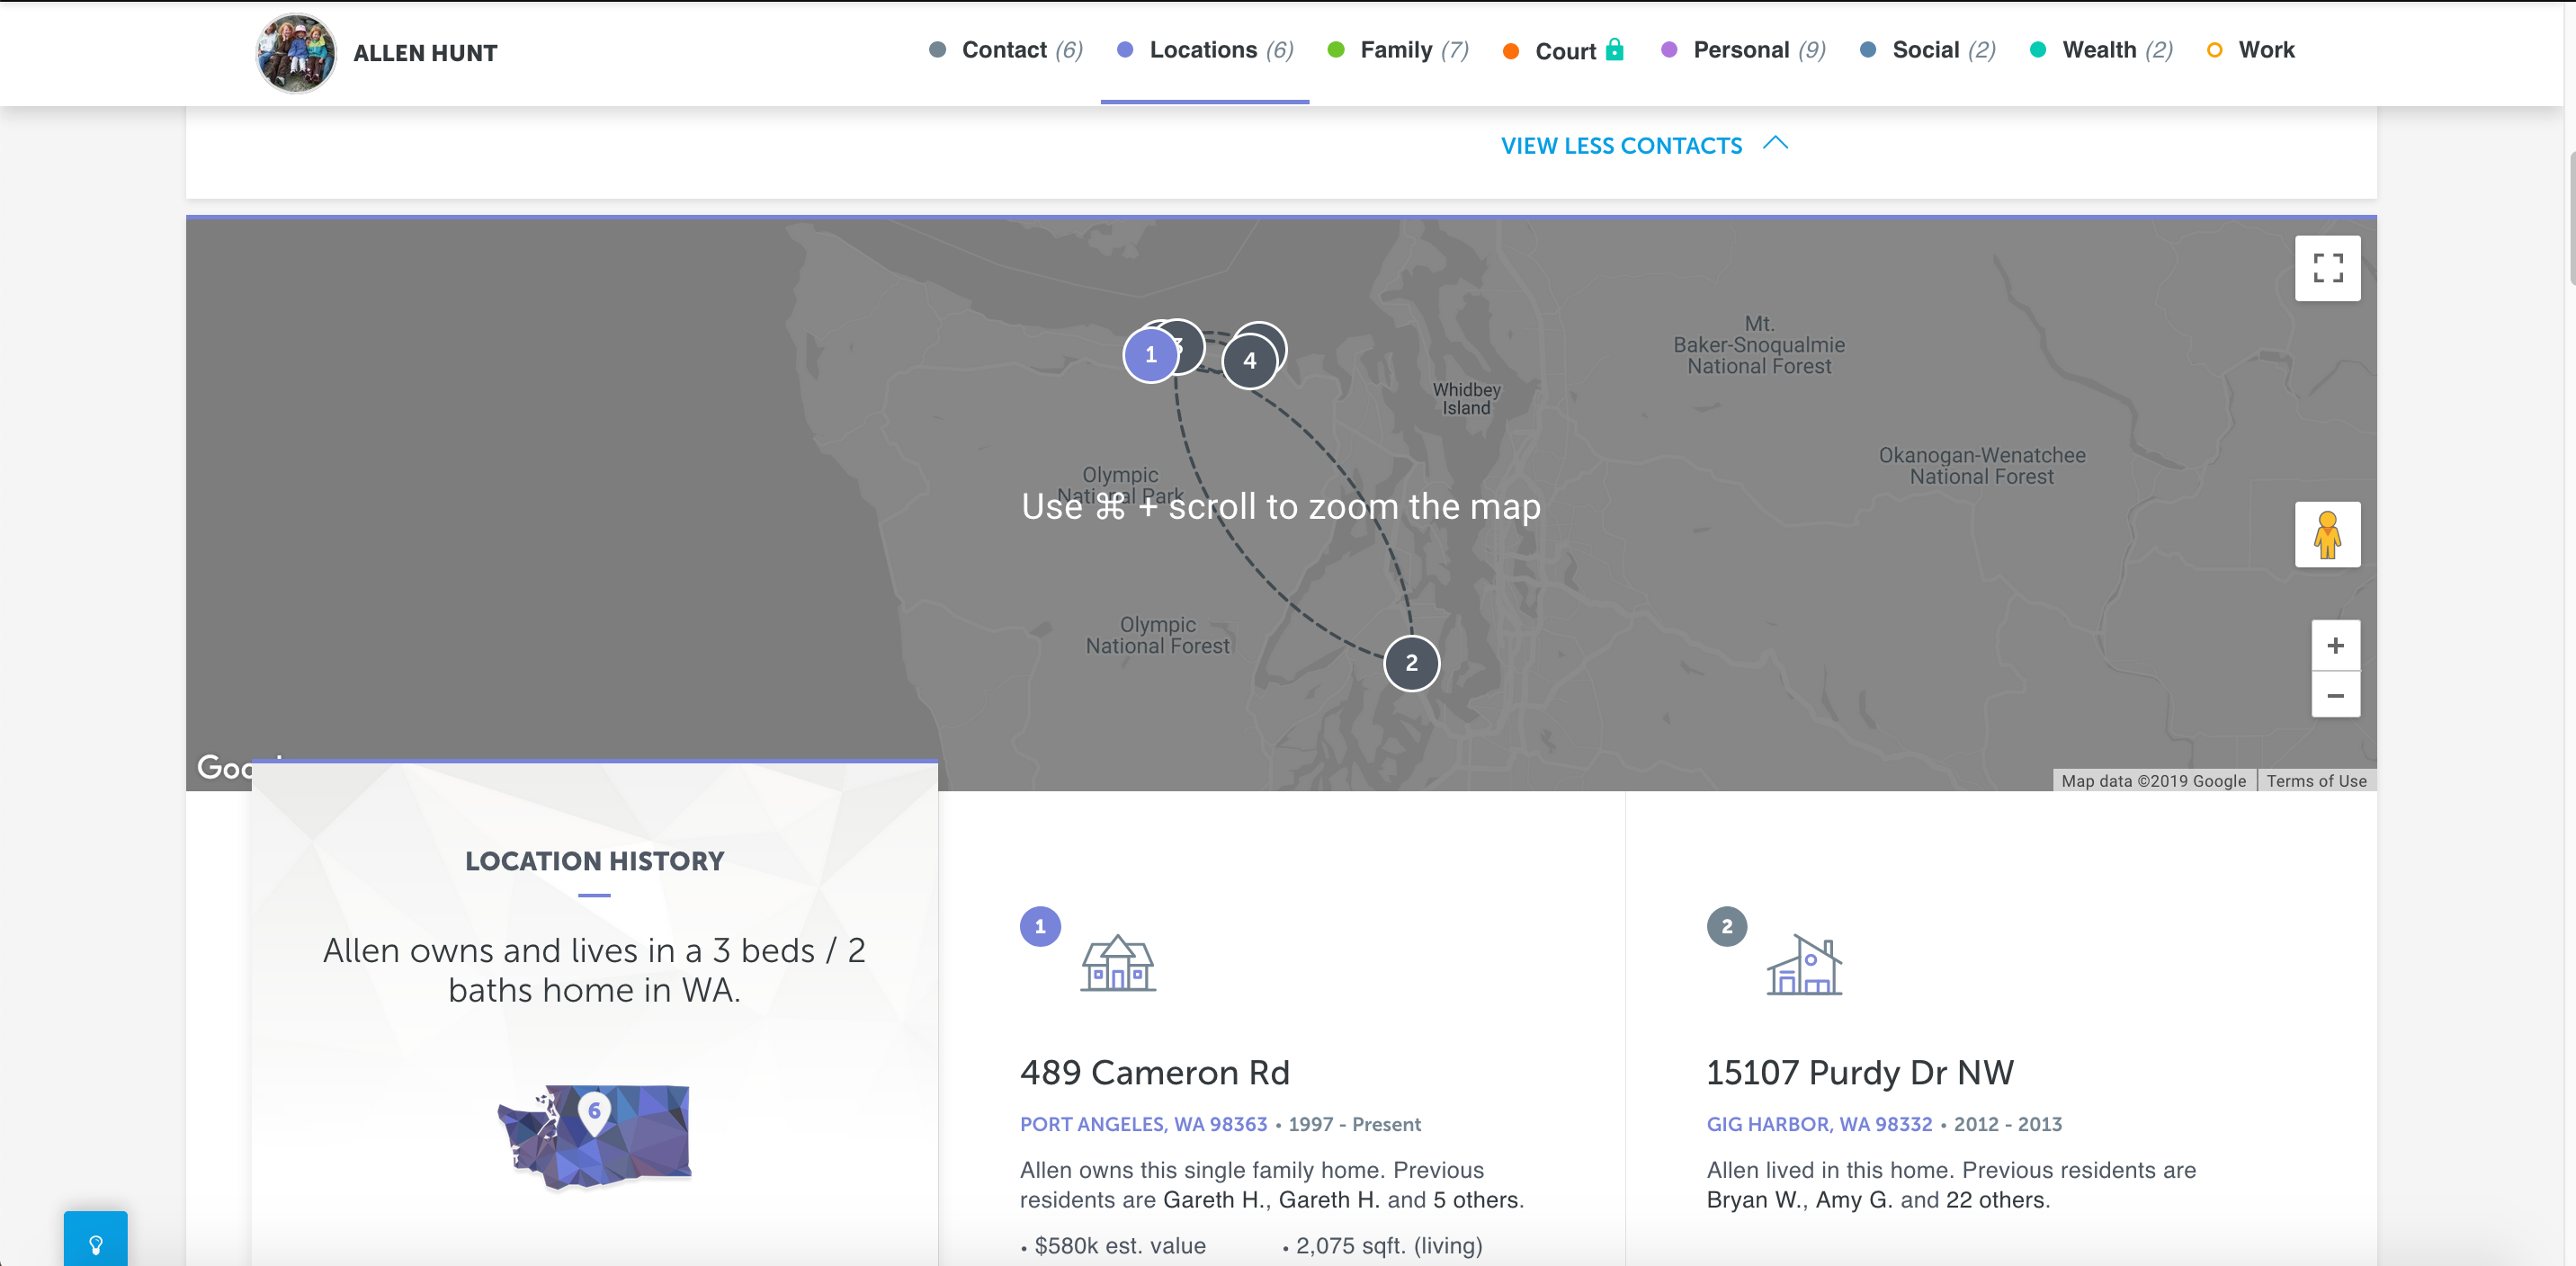 ALLEN HUNT
Contact (6)
Locations (6)
Family (7)
Court
Personal (9)
Social (2)
Wealth (2)
Work
VIEW LESS CONTACTS
1
3
4
2
Mt.
Baker-Snoqualmie
National Forest
Whidbey
Island
Okanogan-Wenatchee
National Forest
Olympic
National Park
Use ⌘ + scroll to zoom the map
Olympic
National Forest
+
−
Map data ©2019 Google
Terms of Use
LOCATION HISTORY
Allen owns and lives in a 3 beds / 2
baths home in WA.
6
1
489 Cameron Rd
PORT ANGELES, WA 98363 • 1997 - Present
Allen owns this single family home. Previous
residents are Gareth H., Gareth H. and 5 others.
• $580k est. value
• 2,075 sqft. (living)
2
15107 Purdy Dr NW
GIG HARBOR, WA 98332 • 2012 - 2013
Allen lived in this home. Previous residents are
Bryan W., Amy G. and 22 others.